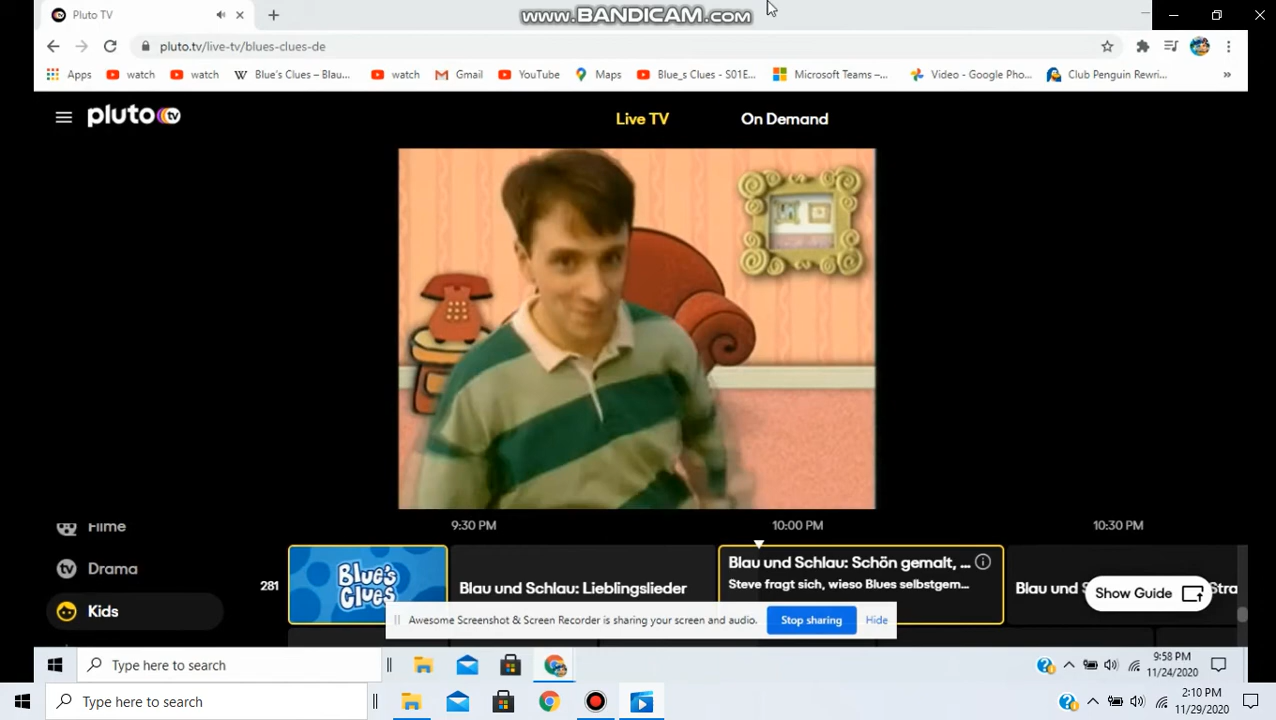 Pluto TV
www.BANDICAM.com
pluto.tv/live-tv/blues-clues-de
Apps
watch
watch
Blue's Clues – Blau...
watch
Gmail
YouTube
Maps
Blue_s Clues - S01E...
Microsoft Teams –...
Video - Google Pho...
Club Penguin Rewri...
»
pluto tv
Live TV
On Demand
9:30 PM
10:00 PM
10:30 PM
Filme
Drama
Kids
281
Blue's Clues
Blau und Schlau: Lieblingslieder
Blau und Schlau: Schön gemalt, ...
Steve fragt sich, wieso Blues selbstgem...
Blau und
Show Guide
Awesome Screenshot & Screen Recorder is sharing your screen and audio.
Stop sharing
Hide
Type here to search
9:58 PM
11/24/2020
Type here to search
2:10 PM
11/29/2020